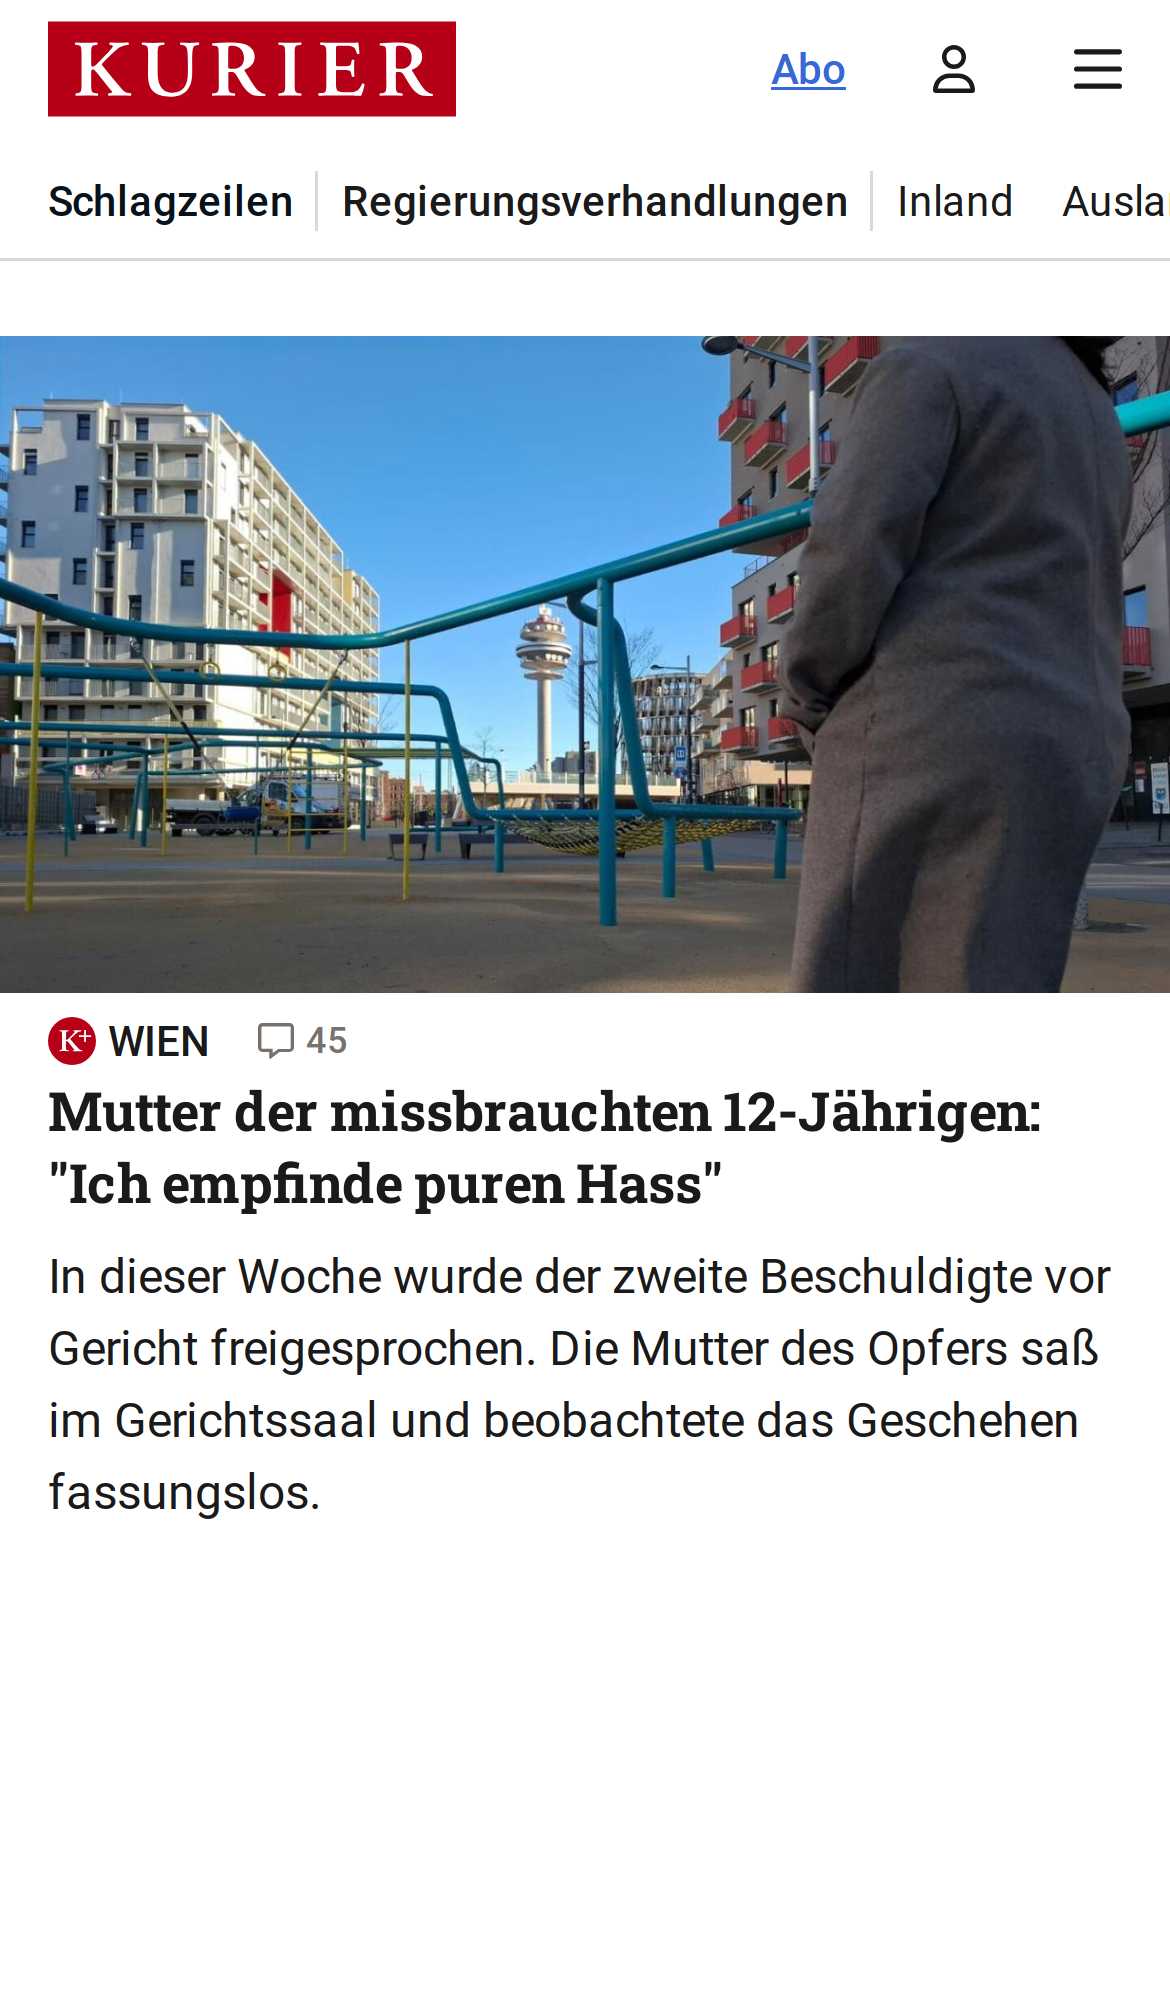 KURIER
Abo
Schlagzeilen
Regierungsverhandlungen
Inland
Ausla
K+ WIEN
45
Mutter der missbrauchten 12-Jährigen:
"Ich empfinde puren Hass"
In dieser Woche wurde der zweite Beschuldigte vor
Gericht freigesprochen. Die Mutter des Opfers saß
im Gerichtssaal und beobachtete das Geschehen
fassungslos.